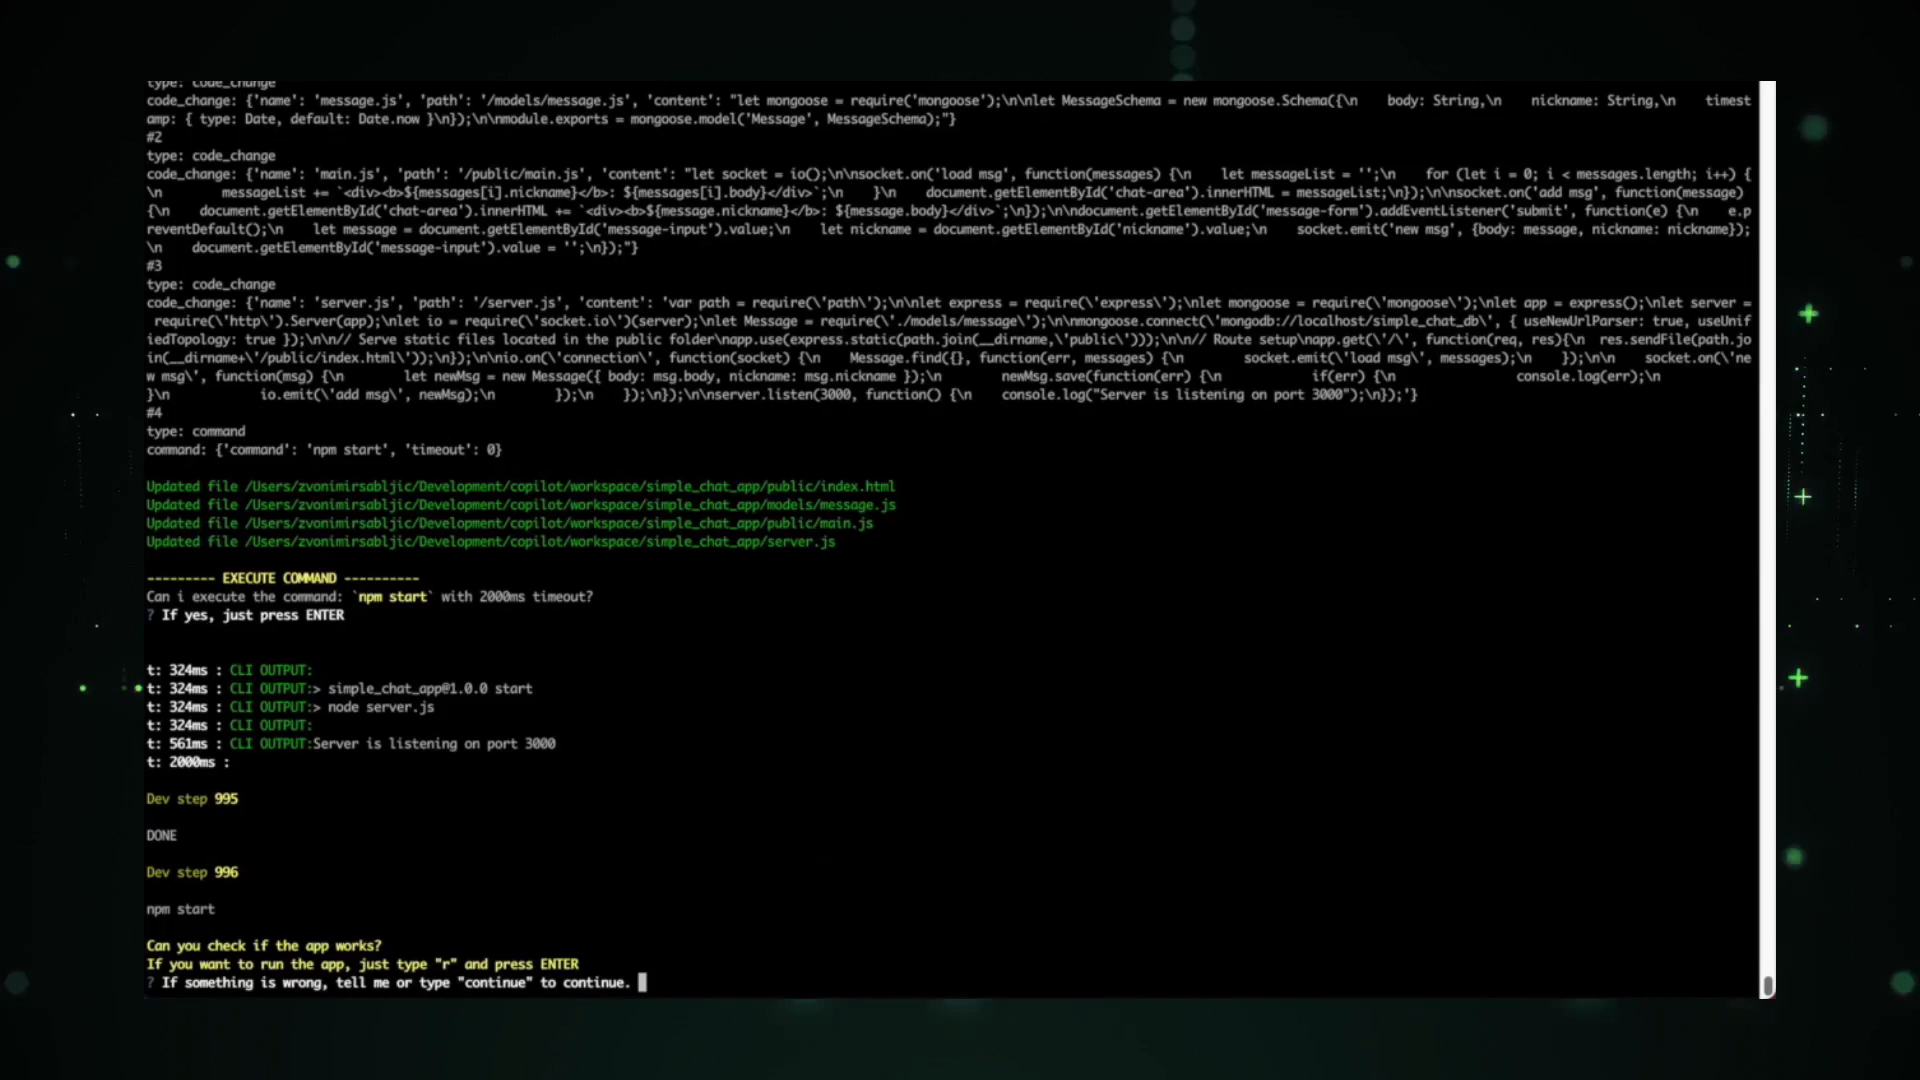 type: code_change
code_change: {'name': 'message.js', 'path': '/models/message.js', 'content': "let mongoose = require('mongoose');\n\nlet MessageSchema = new mongoose.Schema({\n    body: String,\n    nickname: String,\n    timest
amp: { type: Date, default: Date.now }\n});\n\nmodule.exports = mongoose.model('Message', MessageSchema);"}
#2
type: code_change
code_change: {'name': 'main.js', 'path': '/public/main.js', 'content': "let socket = io();\n\nsocket.on('load msg', function(messages) {\n    let messageList = '';\n    for (let i = 0; i < messages.length; i++) {
\n        messageList += `<div><b>${messages[i].nickname}</b>: ${messages[i].body}</div>`;\n    }\n    document.getElementById('chat-area').innerHTML = messageList;\n});\n\nsocket.on('add msg', function(message)
{\n    document.getElementById('chat-area').innerHTML += `<div><b>${message.nickname}</b>: ${message.body}</div>`;\n});\n\ndocument.getElementById('message-form').addEventListener('submit', function(e) {\n    e.p
reventDefault();\n    let message = document.getElementById('message-input').value;\n    let nickname = document.getElementById('nickname').value;\n    socket.emit('new msg', {body: message, nickname: nickname});
\n    document.getElementById('message-input').value = '';\n});"}
#3
type: code_change
code_change: {'name': 'server.js', 'path': '/server.js', 'content': 'var path = require(\'path\');\n\nlet express = require(\'express\');\nlet mongoose = require(\'mongoose\');\nlet app = express();\nlet server =
require(\'http\').Server(app);\nlet io = require(\'socket.io\')(server);\nlet Message = require(\'./models/message\');\n\nmongoose.connect(\'mongodb://localhost/simple_chat_db\', { useNewUrlParser: true, useUnif
iedTopology: true });\n\n// Serve static files located in the public folder\napp.use(express.static(path.join(__dirname,\'public\')));\n\n// Route setup\napp.get(\'/\', function(req, res){\n  res.sendFile(path.jo
in(__dirname+\'/public/index.html\'));\n});\n\nio.on(\'connection\', function(socket) {\n    Message.find({}, function(err, messages) {\n        socket.emit(\'load msg\', messages);\n    });\n\n    socket.on(\'ne
w msg\', function(msg) {\n        let newMsg = new Message({ body: msg.body, nickname: msg.nickname });\n        newMsg.save(function(err) {\n            if(err) {\n                console.log(err);\n
}\n            io.emit(\'add msg\', newMsg);\n        });\n    });\n});\n\nserver.listen(3000, function() {\n    console.log("Server is listening on port 3000");\n});'}
#4
type: command
command: {'command': 'npm start', 'timeout': 0}
Updated file /Users/zvonimirsabljic/Development/copilot/workspace/simple_chat_app/public/index.html
Updated file /Users/zvonimirsabljic/Development/copilot/workspace/simple_chat_app/models/message.js
Updated file /Users/zvonimirsabljic/Development/copilot/workspace/simple_chat_app/public/main.js
Updated file /Users/zvonimirsabljic/Development/copilot/workspace/simple_chat_app/server.js
--------- EXECUTE COMMAND ----------
Can i execute the command: `npm start` with 2000ms timeout?
? If yes, just press ENTER
t: 324ms : CLI OUTPUT:
t: 324ms : CLI OUTPUT:> simple_chat_app@1.0.0 start
t: 324ms : CLI OUTPUT:> node server.js
t: 324ms : CLI OUTPUT:
t: 561ms : CLI OUTPUT:Server is listening on port 3000
t: 2000ms :
Dev step 995
DONE
Dev step 996
npm start
Can you check if the app works?
If you want to run the app, just type "r" and press ENTER
? If something is wrong, tell me or type "continue" to continue.